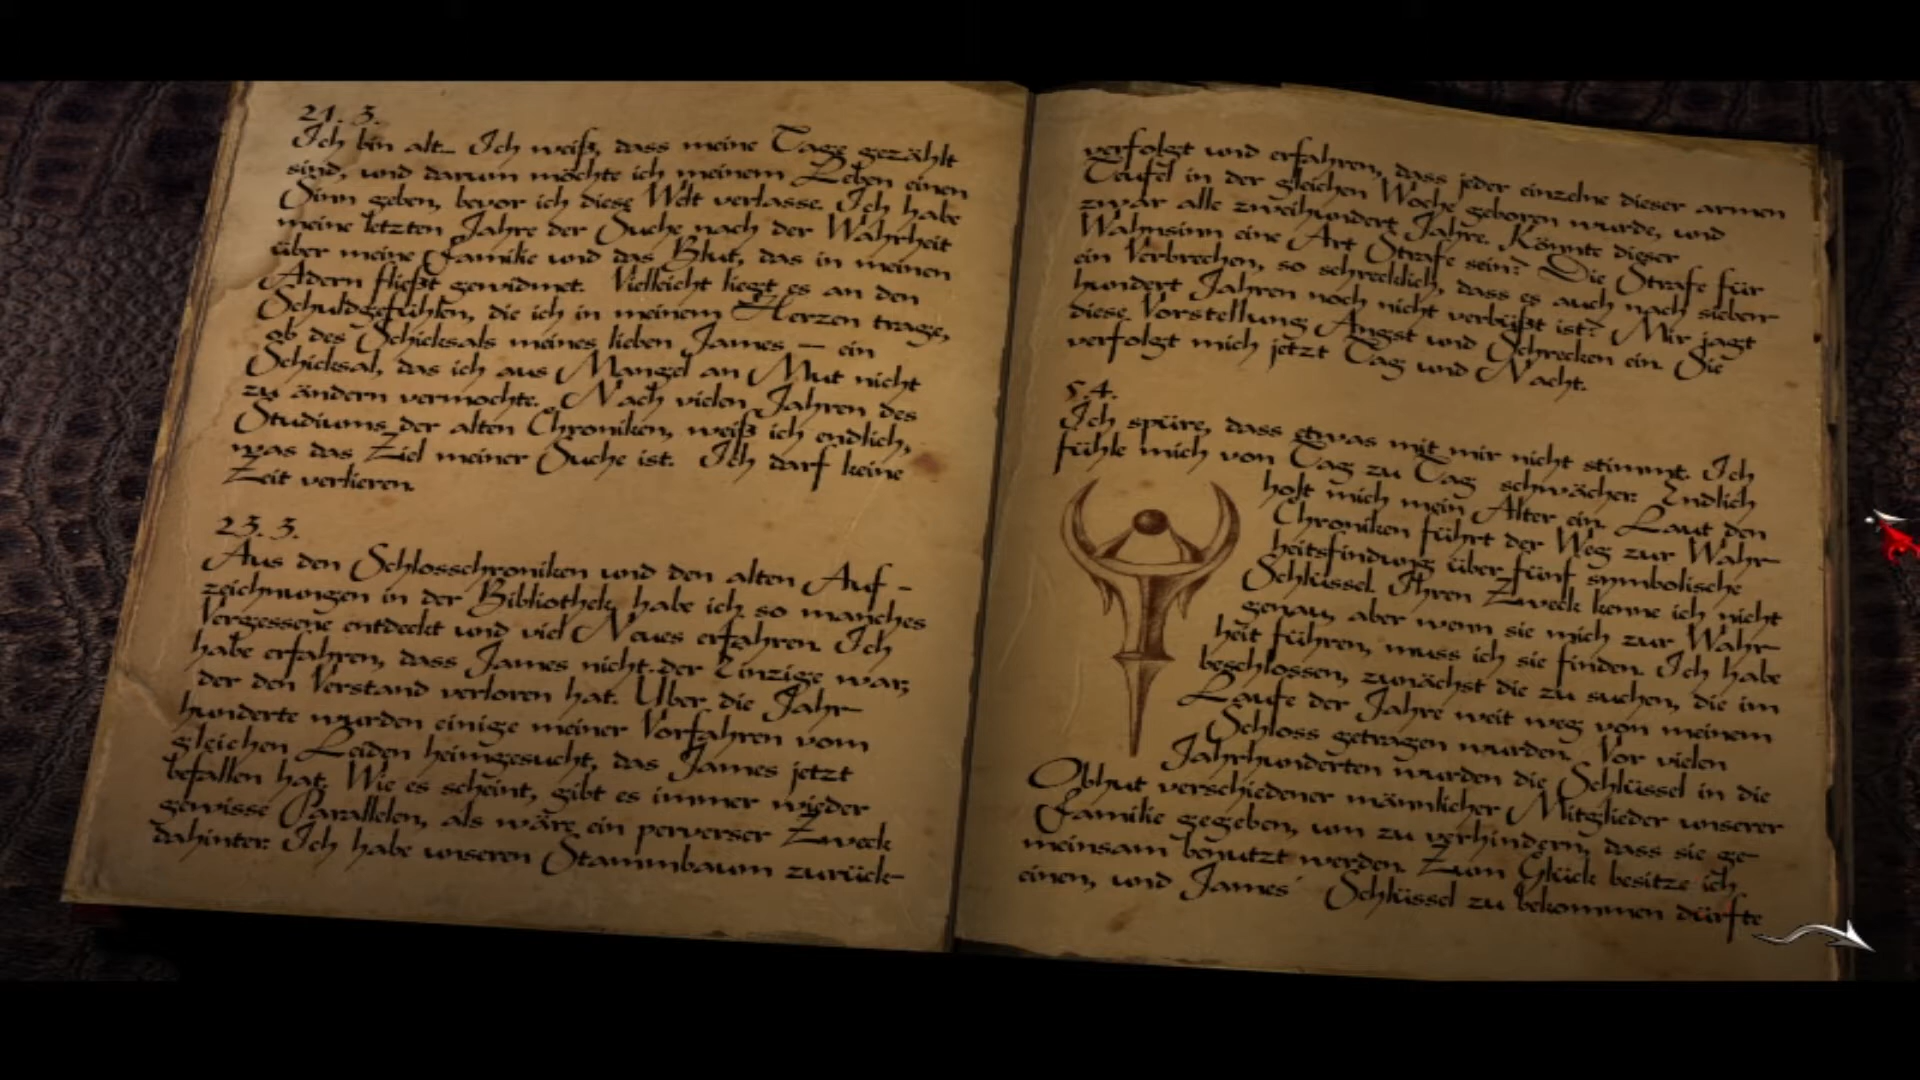 21. 3.
Ich bin alt... Ich weiß, dass meine Tage gezählt
sind, und darum möchte ich meinem Leben einen
Sinn geben, bevor ich diese Welt verlasse. Ich habe
meine letzten Jahre der Suche nach der Wahrheit
über meine Familie und das Blut, das in meinen
Adern fließt gewidmet. Vielleicht liegt es an den
Schuldgefühlen, die ich in meinem Herzen trage,
ob des Schicksals meines lieben James – ein
Schicksal, das ich aus Mangel an Mut nicht
zu ändern vermochte. Nach vielen Jahren des
Studiums der alten Chroniken, weiß ich endlich,
was das Ziel meiner Suche ist. Ich darf keine
Zeit verlieren.
23. 3.
Aus den Schlosschroniken und den alten Auf-
zeichnungen in der Bibliothek, habe ich so manches
Vergessene entdeckt und viel Neues erfahren. Ich
habe erfahren, dass James nicht der Einzige war,
der den Verstand verloren hat. Über die Jahr-
hunderte wurden einige meiner Vorfahren vom
gleichen Leiden heimgesucht, das James jetzt
befallen hat. Wie es scheint, gibt es immer wieder
gewisse Parallelen, als wäre ein perverser Zweck
dahinter. Ich habe unseren Stammbaum zurück-
verfolgt und erfahren, dass jeder einzelne dieser armen
Teufel in der gleichen Woche geboren wurde, und
zwar alle zweihundert Jahre. Könnte dieser
Wahnsinn eine Art Strafe sein? Die Strafe für
ein Verbrechen, so schrecklich, dass es auch nach sieben-
hundert Jahren noch nicht verbüßt ist? Mir jagt
diese Vorstellung Angst und Schrecken ein. Sie
verfolgt mich jetzt Tag und Nacht.
5.4.
Ich spüre, dass etwas mit mir nicht stimmt. Ich
fühle mich von Tag zu Tag schwächer. Endlich
holt mich mein Alter ein. Laut den
Chroniken führt der Weg zur Wahr-
heitsfindung über fünf symbolische
Schlüssel. Ihren Zweck kenne ich nicht
genau, aber wenn sie mich zur Wahr-
heit führen, muss ich sie finden. Ich habe
beschlossen, zunächst die zu suchen, die im
Laufe der Jahre weit weg von meinem
Schloss getragen wurden. Vor vielen
Jahrhunderten wurden die Schlüssel in die
Obhut verschiedener männlicher Mitglieder unserer
Familie gegeben, um zu verhindern, dass sie ge-
meinsam benutzt werden. Zum Glück besitze ich
einen, und James' Schlüssel zu bekommen dürfte